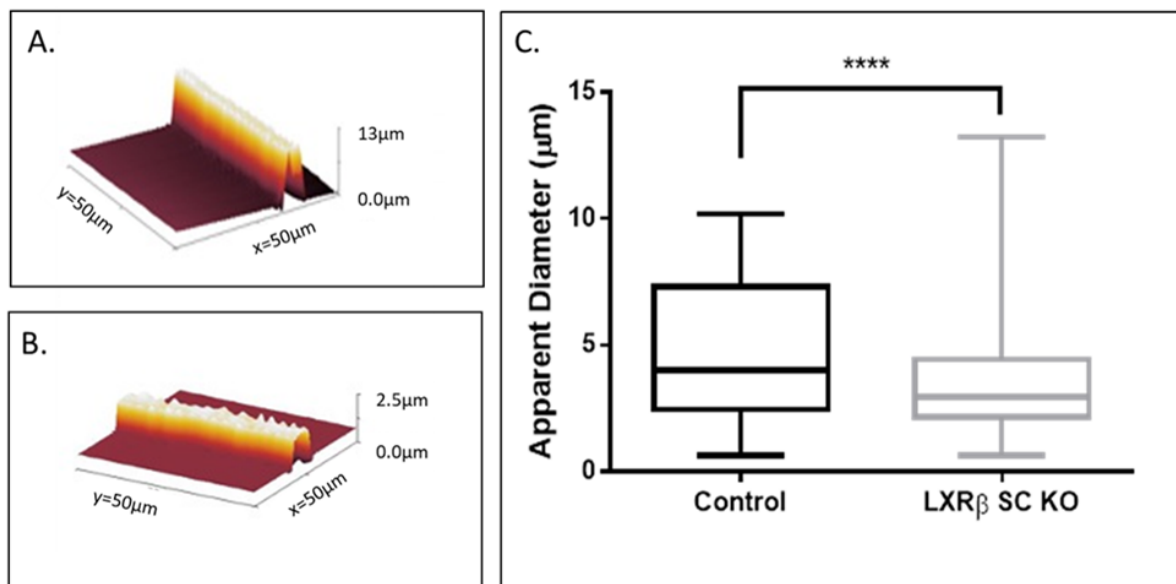 A.
13μm
0.0μm
y=50μm
x=50μm
B.
2.5μm
0.0μm
y=50μm
x=50μm
C.
****
Apparent Diameter (μm)
15
10
5
0
Control
LXRβ SC KO